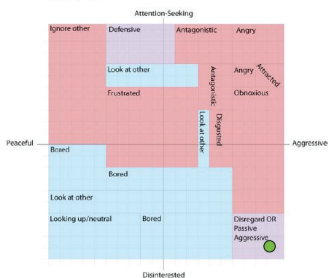 Attention-Seeking
Ignore other
Defensive
Antagonistic
Angry
Look at other
Antagonistic
Angry
Attracted
Frustrated
Obnoxious
Look at other
Disgusted
Peaceful
Aggressive
Bored
Bored
Look at other
Looking up/neutral
Bored
Disregard OR
Passive
Aggressive
Disinterested